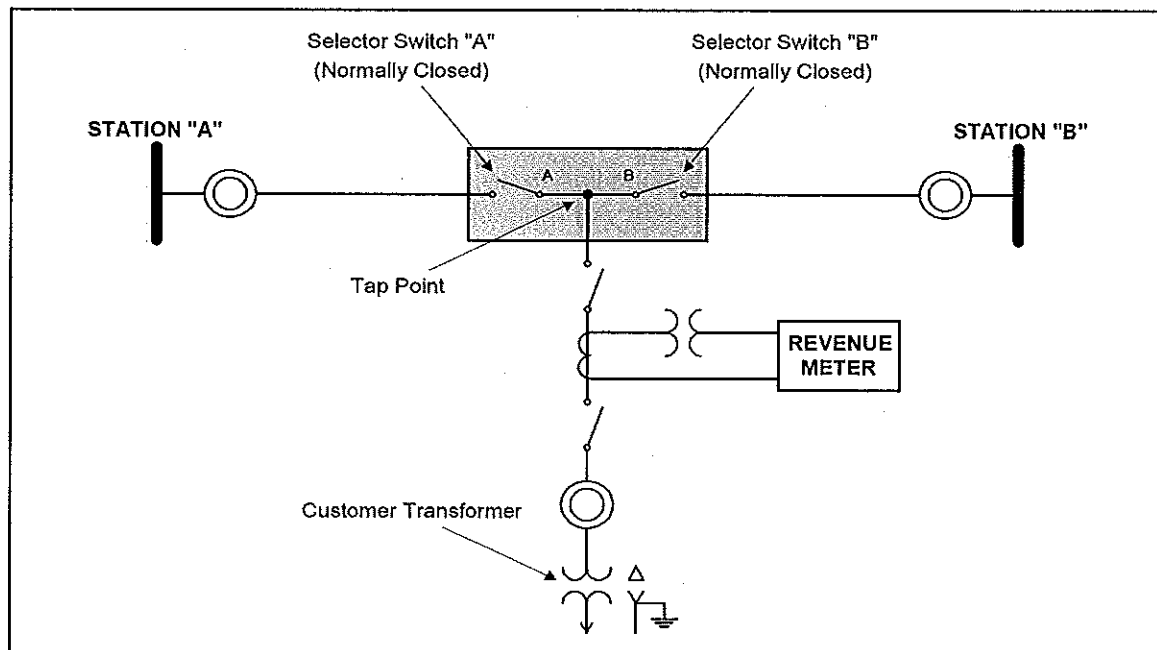 Selector Switch "A"
(Normally Closed)
Selector Switch "B"
(Normally Closed)
STATION "A"
STATION "B"
A
B
Tap Point
REVENUE
METER
Customer Transformer